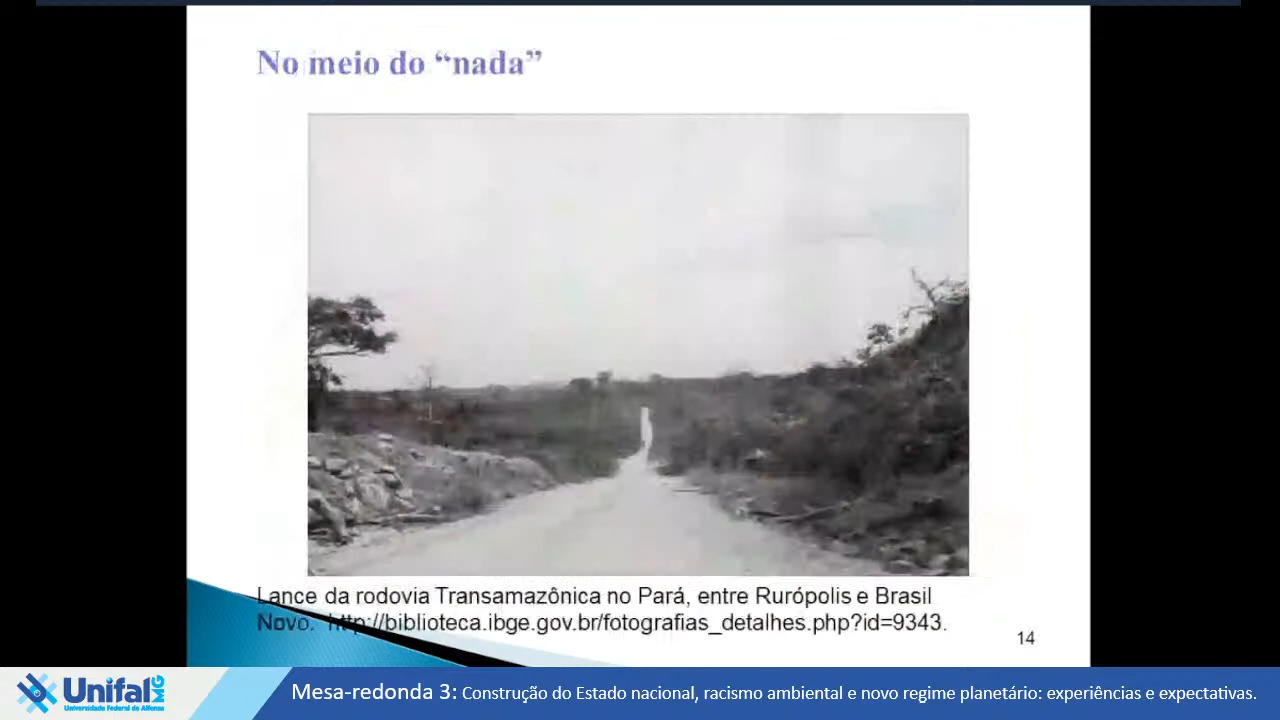 No meio do “nada”
Lance da rodovia Transamazônica no Pará, entre Rurópolis e Brasil
Novo. http://biblioteca.ibge.gov.br/fotografias_detalhes.php?id=9343.
14
Unifal MG
Universidade Federal de Alfenas
Mesa-redonda 3: Construção do Estado nacional, racismo ambiental e novo regime planetário: experiências e expectativas.